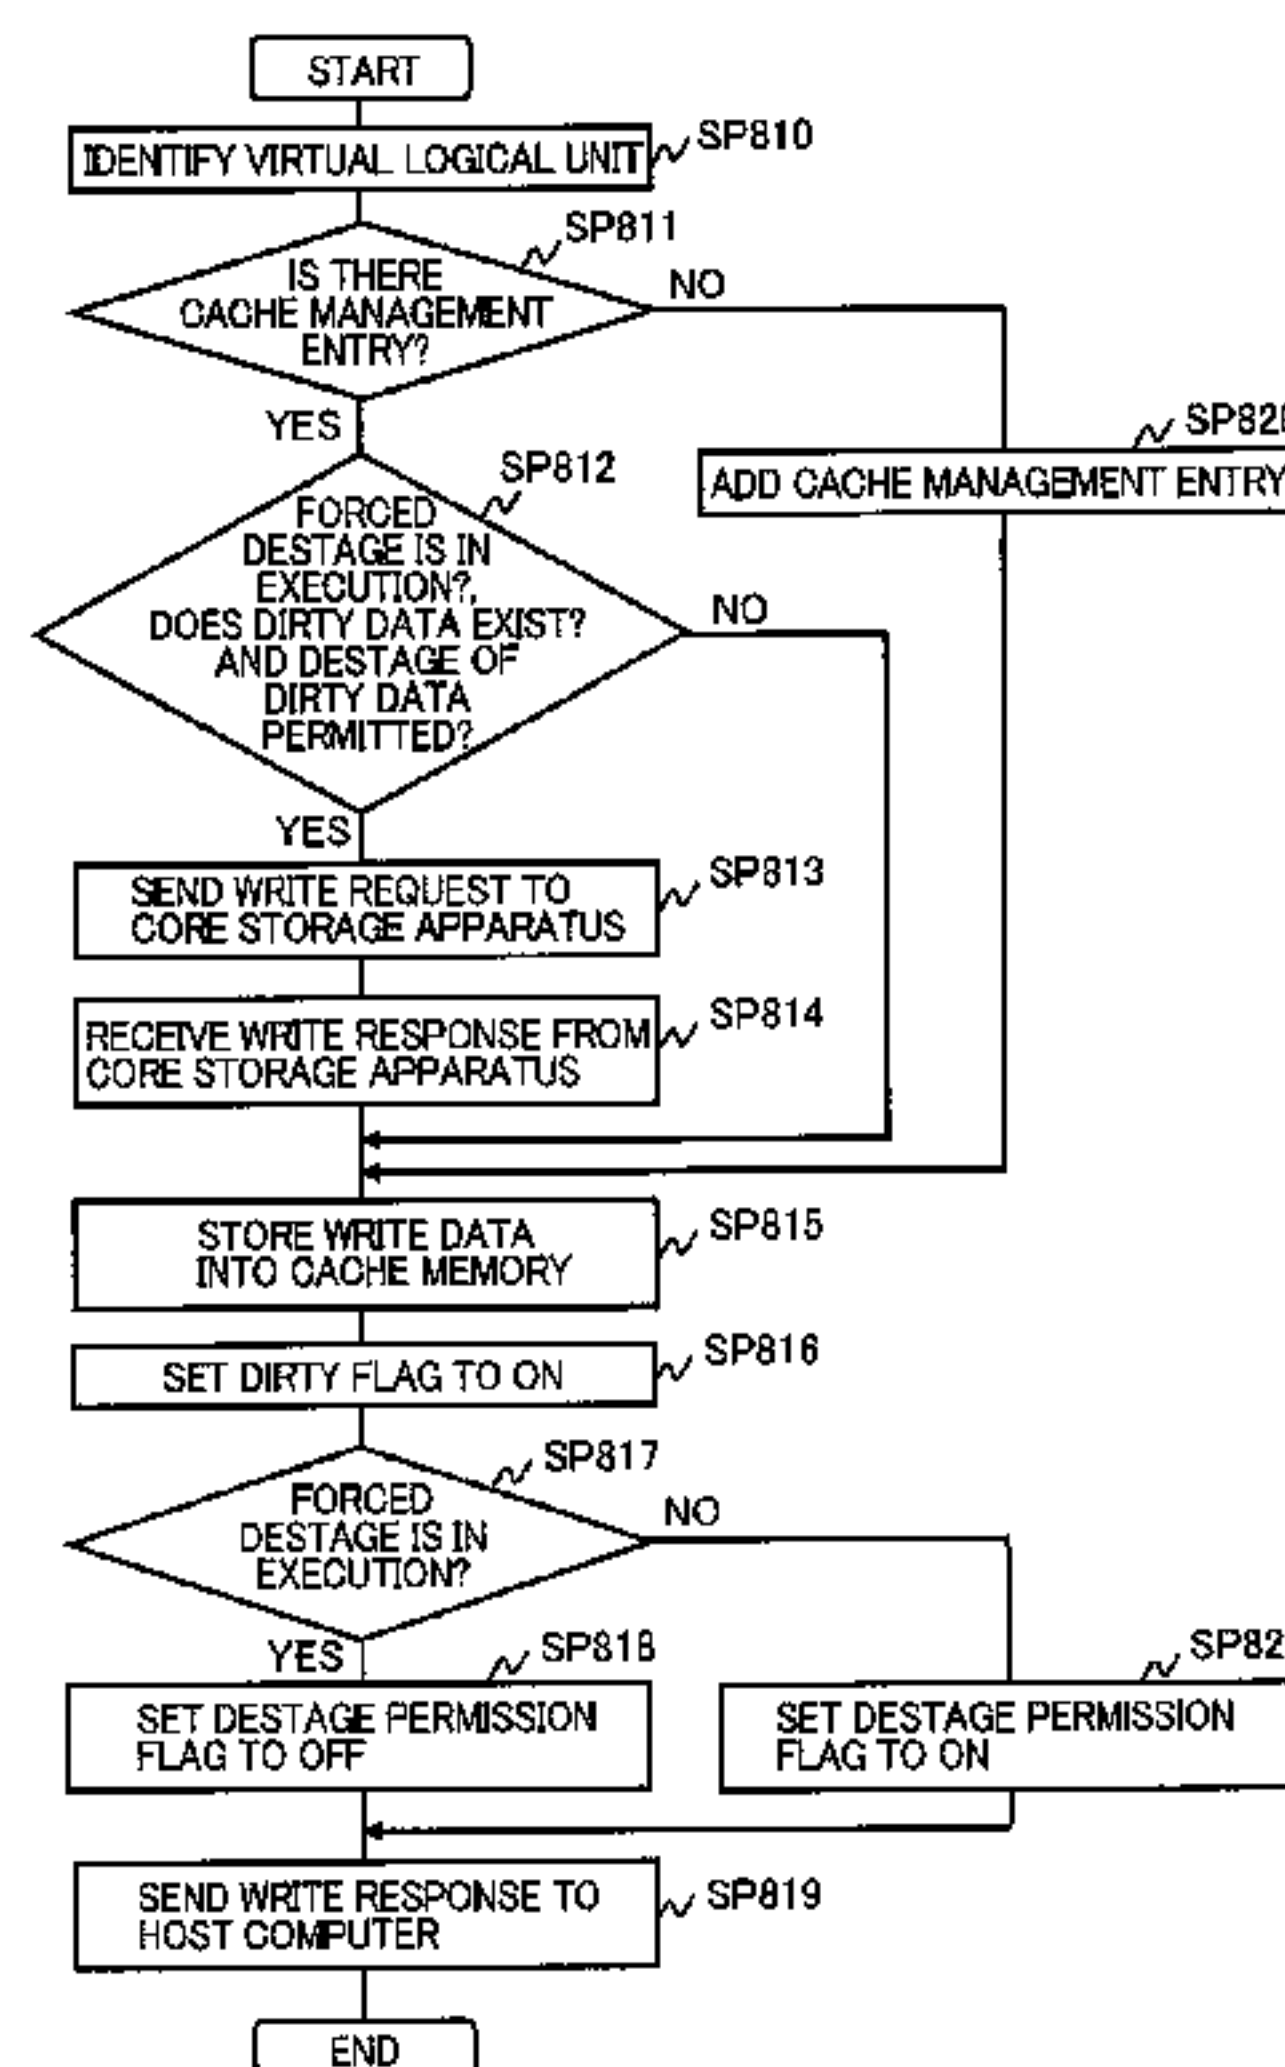 START
IDENTIFY VIRTUAL LOGICAL UNIT
SP810
SP811
IS THERE
CACHE MANAGEMENT
ENTRY?
NO
YES
SP820
ADD CACHE MANAGEMENT ENTRY
SP812
FORCED
DESTAGE IS IN
EXECUTION?,
DOES DIRTY DATA EXIST?
AND DESTAGE OF
DIRTY DATA
PERMITTED?
NO
YES
SEND WRITE REQUEST TO
CORE STORAGE APPARATUS
SP813
RECEIVE WRITE RESPONSE FROM
CORE STORAGE APPARATUS
SP814
STORE WRITE DATA
INTO CACHE MEMORY
SP815
SET DIRTY FLAG TO ON
SP816
SP817
FORCED
DESTAGE IS IN
EXECUTION?
NO
YES
SP818
SET DESTAGE PERMISSION
FLAG TO OFF
SP82
SET DESTAGE PERMISSION
FLAG TO ON
SEND WRITE RESPONSE TO
HOST COMPUTER
SP819
END